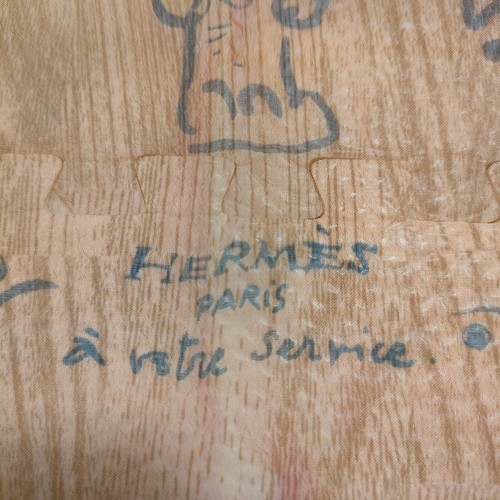 HERMÈS
PARIS
à votre service.